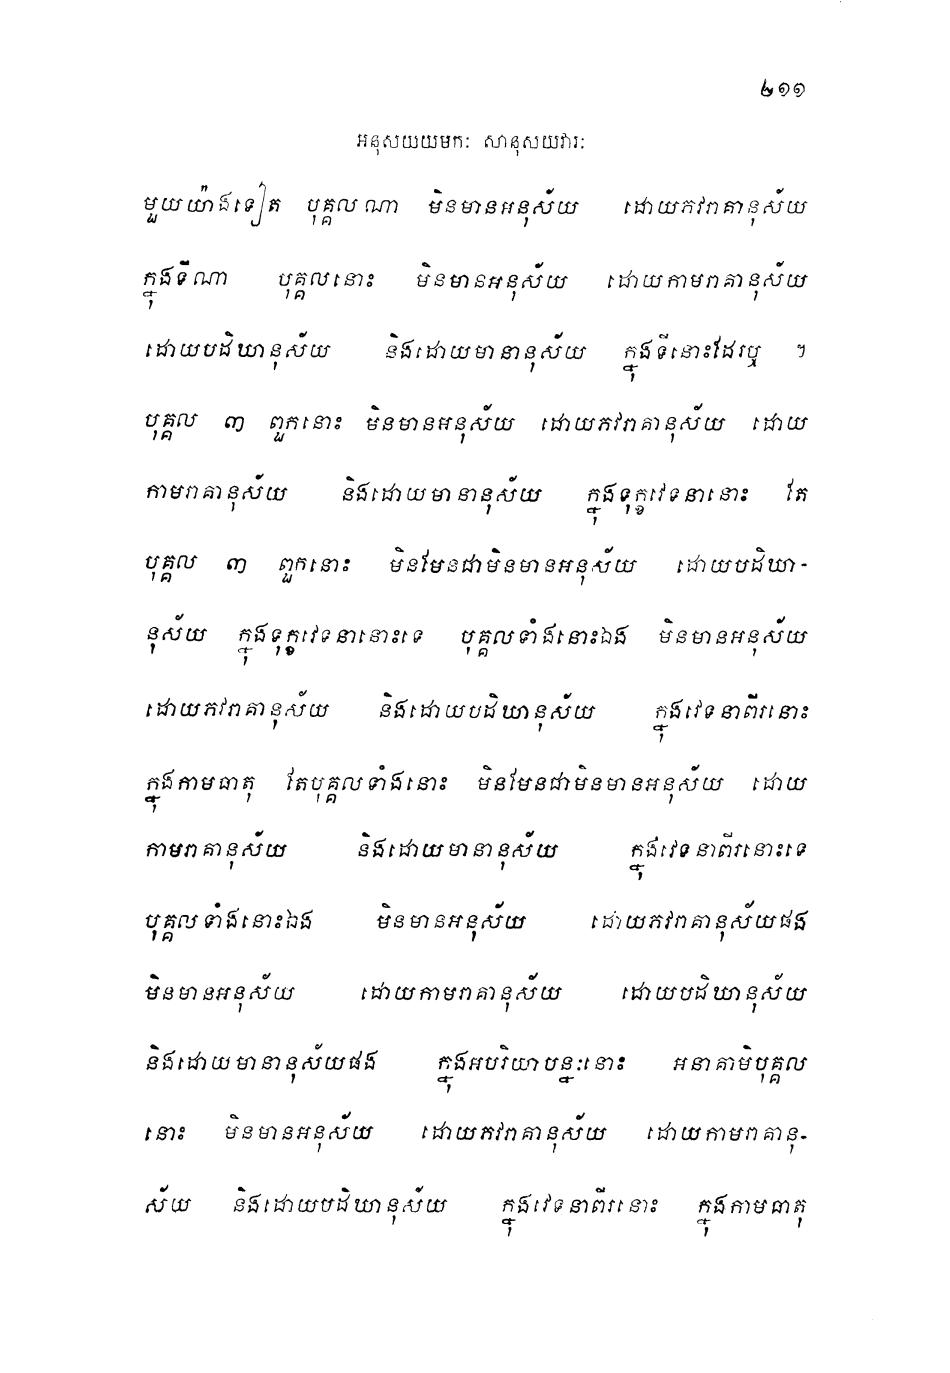 ២១១
អនុសយយមកៈ សានុសយវារៈ
មួយយ៉ាងទៀត បុគ្គលណា មិនមានអនុស័យ ដោយភវរាគានុស័យ
ក្នុងទីណា បុគ្គលនោះ មិនមានអនុស័យ ដោយកាមរាគានុស័យ
ដោយបដិឃានុស័យ និងដោយមានានុស័យ ក្នុងទីនោះដែរឬ ។
បុគ្គល ៣ ពួកនោះ មិនមានអនុស័យ ដោយភវរាគានុស័យ ដោយ
កាមរាគានុស័យ និងដោយមានានុស័យ ក្នុងទុក្ខវេទនានោះ តែ
បុគ្គល ៣ ពួកនោះ មិនមែនជាមិនមានអនុស័យ ដោយបដិឃា-
នុស័យ ក្នុងទុក្ខវេទនានោះទេ បុគ្គលទាំងនោះឯង មិនមានអនុស័យ
ដោយភវរាគានុស័យ និងដោយបដិឃានុស័យ ក្នុងវេទនាពីរនោះ
ក្នុងកាមធាតុ តែបុគ្គលទាំងនោះ មិនមែនជាមិនមានអនុស័យ ដោយ
កាមរាគានុស័យ និងដោយមានានុស័យ ក្នុងវេទនាពីរនោះទេ
បុគ្គលទាំងនោះឯង មិនមានអនុស័យ ដោយភវរាគានុស័យផង
មិនមានអនុស័យ ដោយកាមរាគានុស័យ ដោយបដិឃានុស័យ
និងដោយមានានុស័យផង ក្នុងអបរិយាបន្នៈនោះ អនាគាមិបុគ្គល
នោះ មិនមានអនុស័យ ដោយភវរាគានុស័យ ដោយកាមរាគានុ-
ស័យ និងដោយបដិឃានុស័យ ក្នុងវេទនាពីរនោះ ក្នុងកាមធាតុ